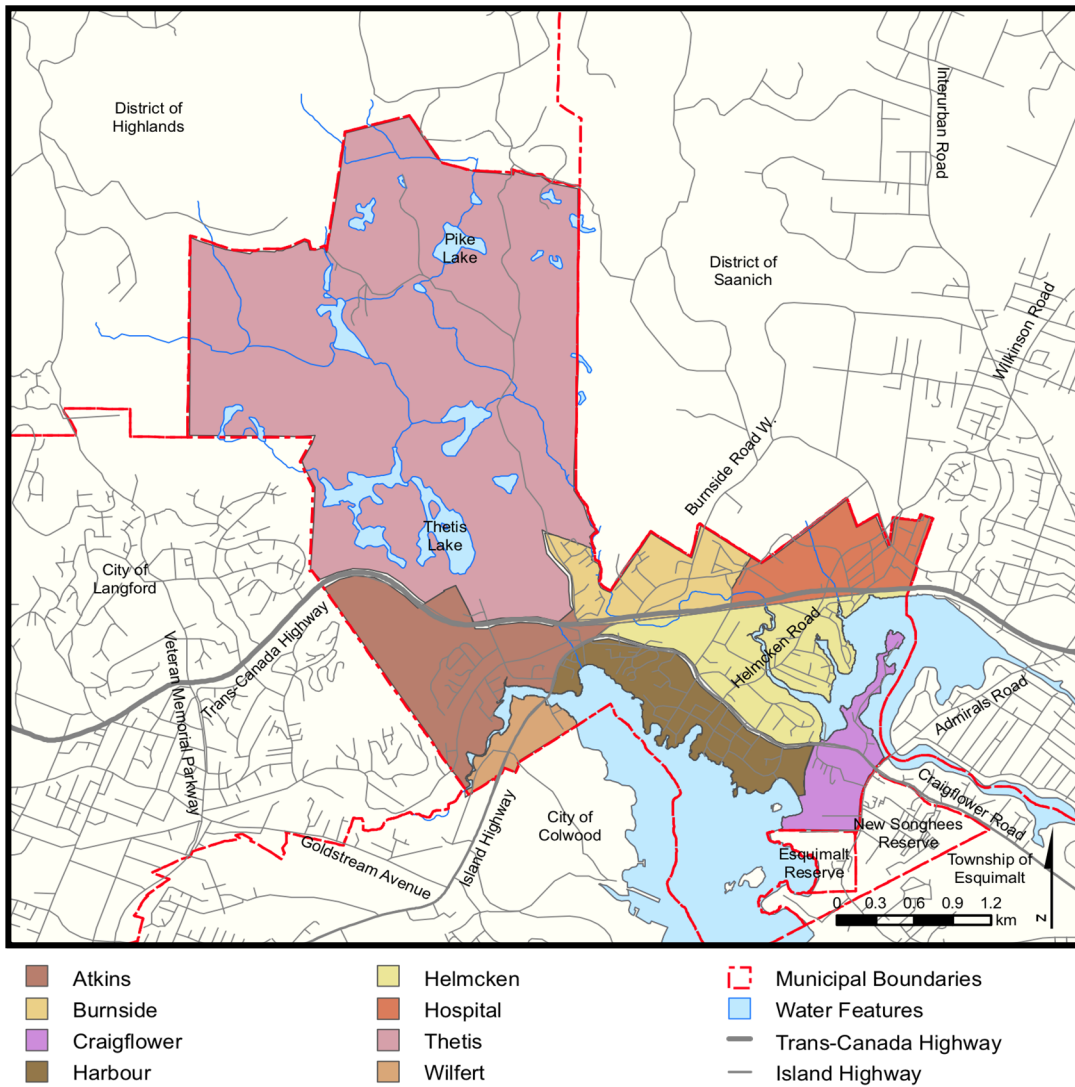 District of
Highlands
Interurban Road
Pike
Lake
District of
Saanich
Wilkinson Road
Burnside Road W.
Thetis
Lake
City of
Langford
Trans-Canada Highway
Veteran Memorial Parkway
Helmcken Road
Admirals Road
Craigflower Road
Island Highway
City of
Colwood
Goldstream Avenue
New Songhees
Reserve
Esquimalt
Reserve
Township of
Esquimalt
0 0.3 0.6 0.9 1.2
km
N
Atkins
Burnside
Craigflower
Harbour
Helmcken
Hospital
Thetis
Wilfert
Municipal Boundaries
Water Features
Trans-Canada Highway
Island Highway